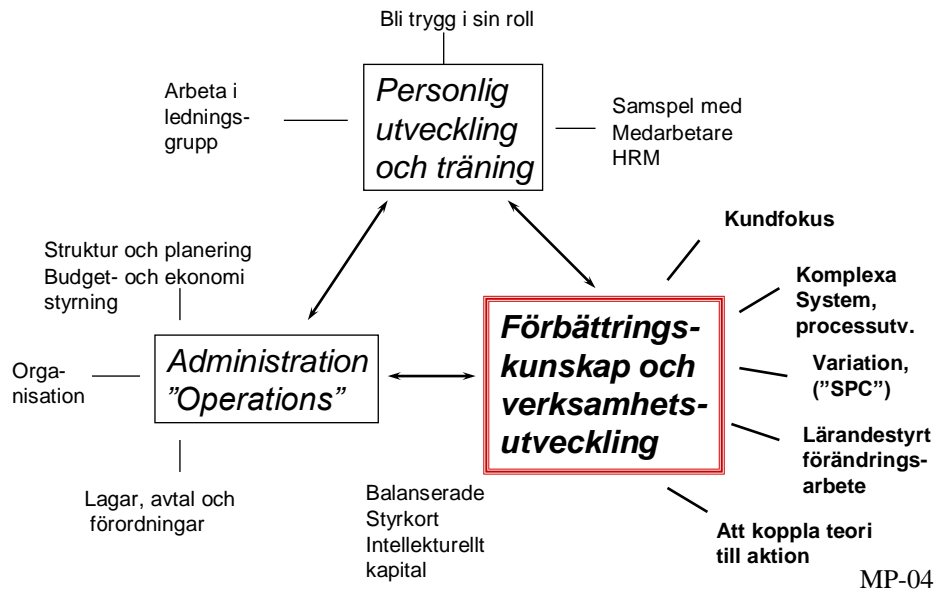 Bli trygg i sin roll
Arbeta i
lednings-
grupp
Personlig
utveckling
och träning
Samspel med
Medarbetare
HRM
Struktur och planering
Budget- och ekonomi
styrning
Orga-
nisation
Administration
”Operations”
Lagar, avtal och
förordningar
Balanserade
Styrkort
Intellekturellt
kapital
Förbättrings-
kunskap och
verksamhets-
utveckling
Kundfokus
Komplexa
System,
processutv.
Variation,
(”SPC”)
Lärandestyrt
förändrings-
arbete
Att koppla teori
till aktion
MP-04